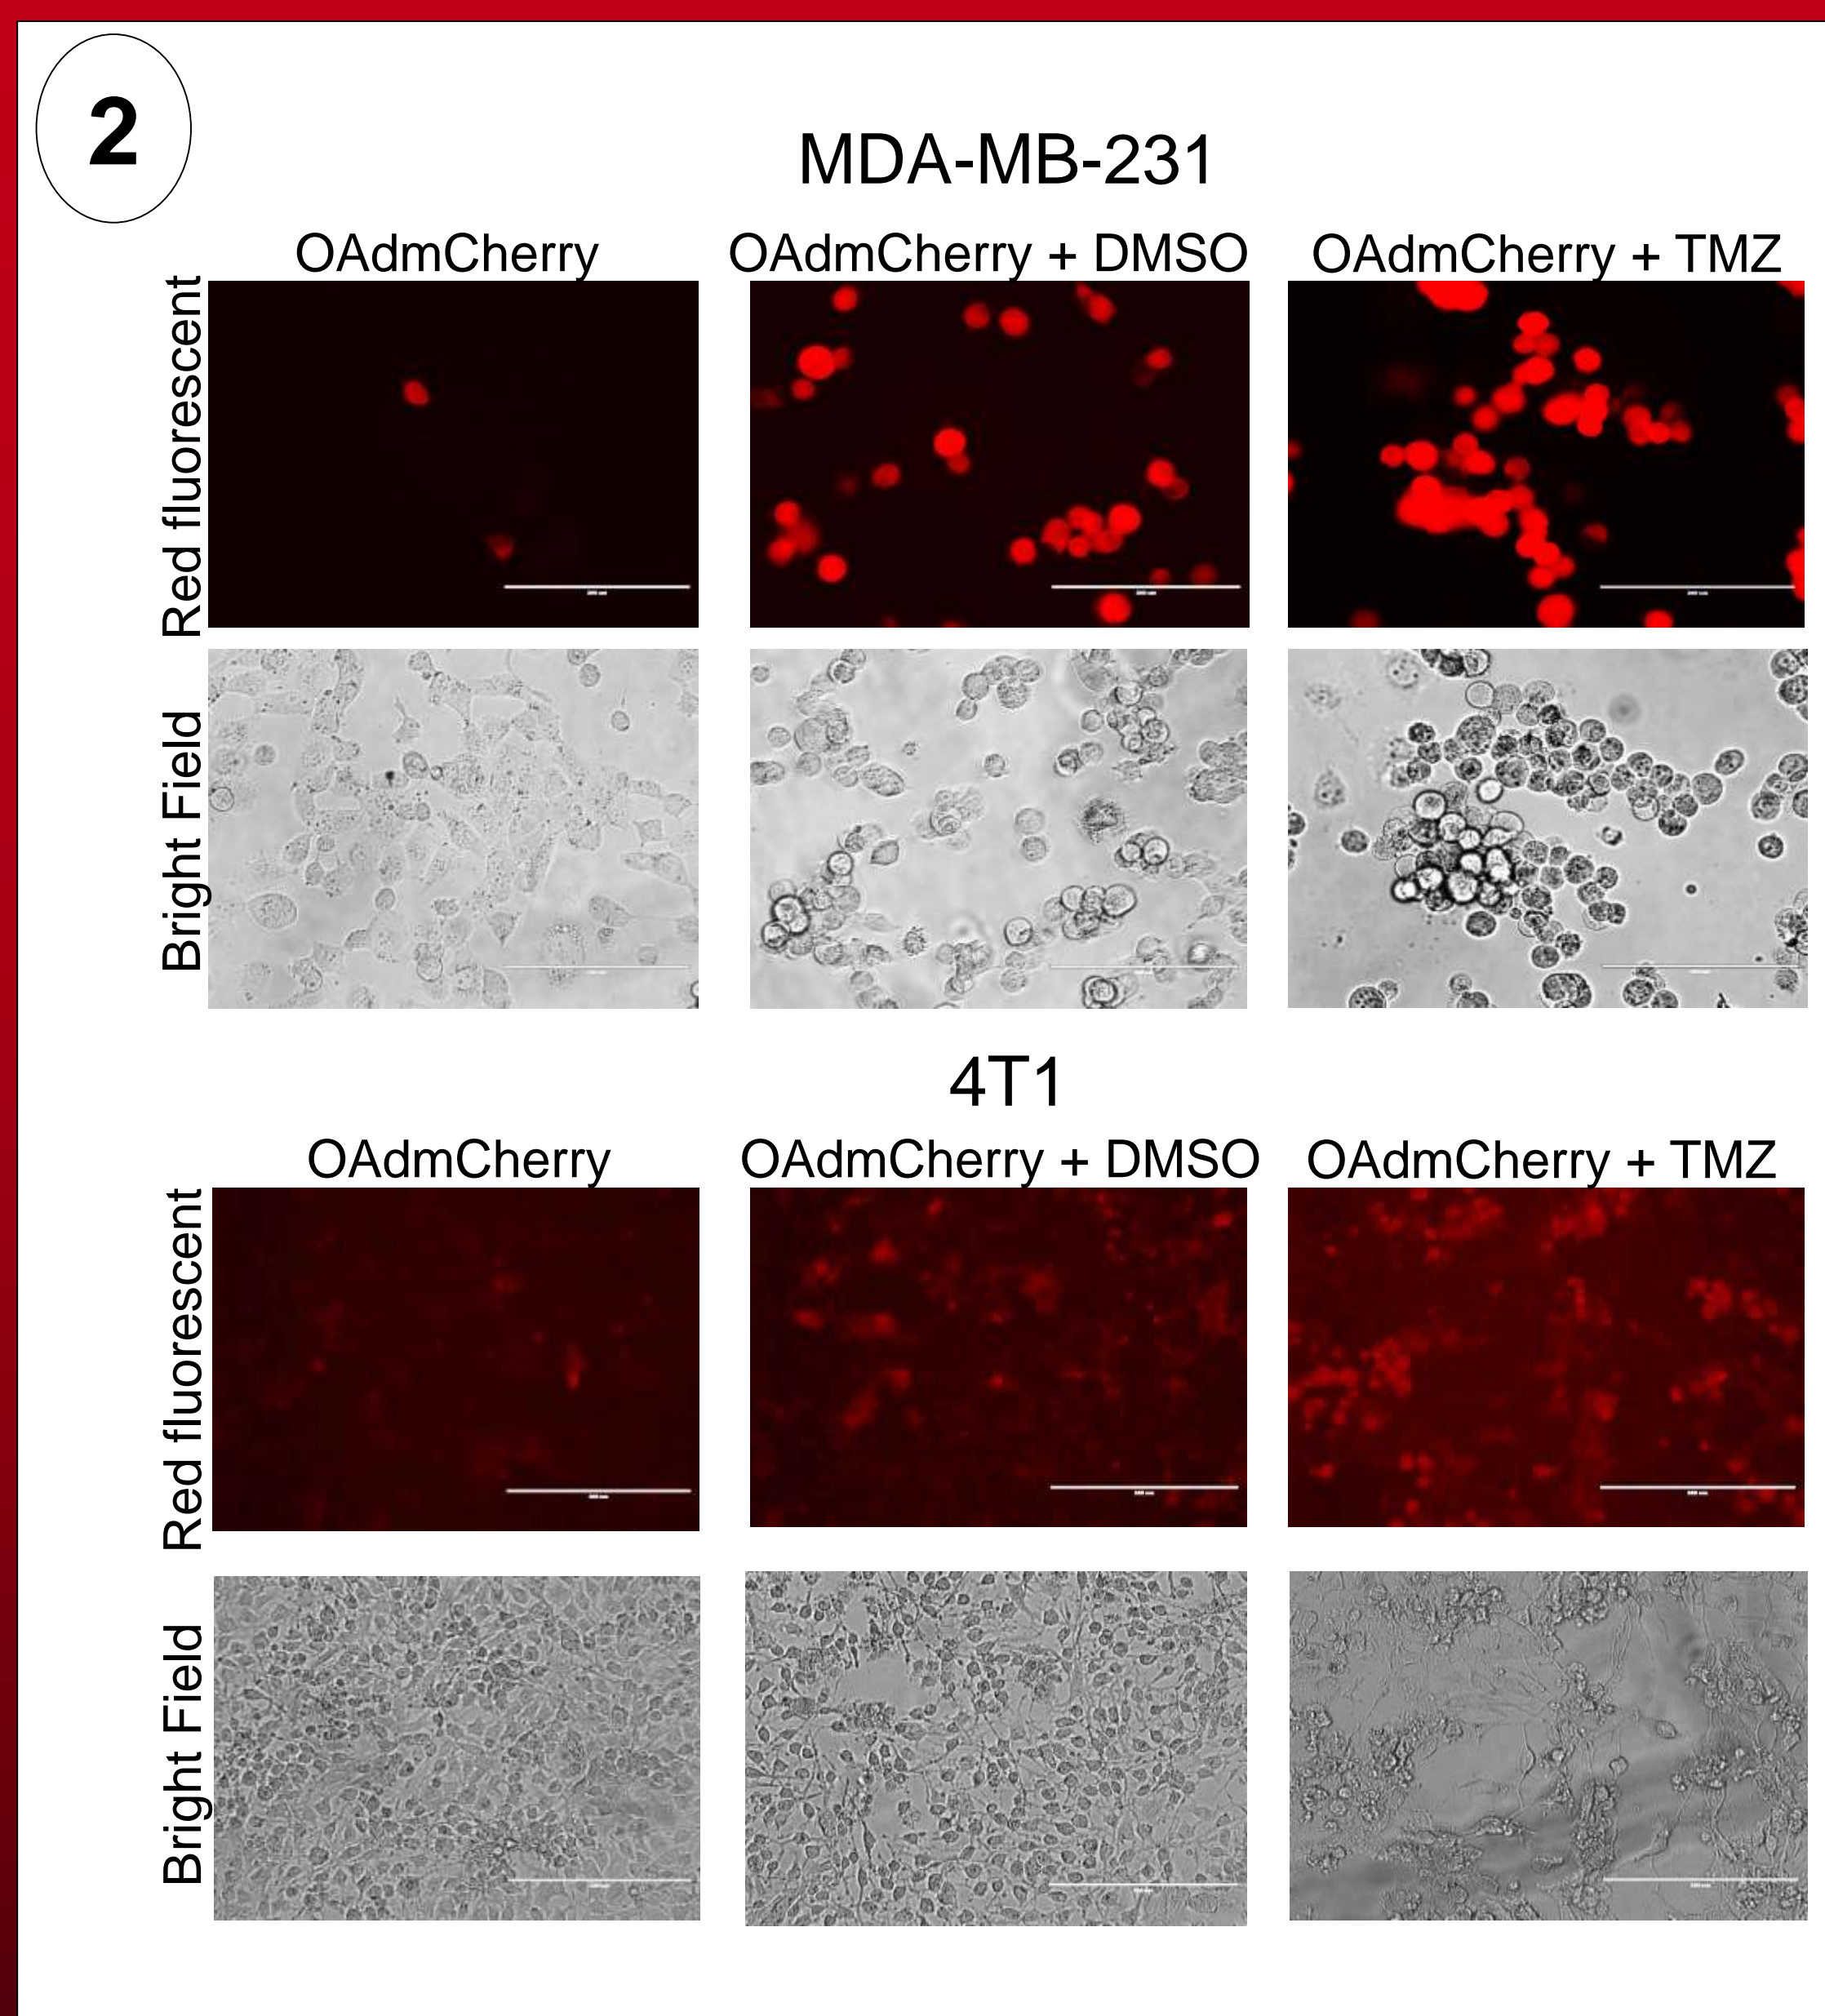 2
MDA-MB-231
OAdmCherry
OAdmCherry + DMSO
OAdmCherry + TMZ
Red fluorescent
Bright Field
4T1
OAdmCherry
OAdmCherry + DMSO
OAdmCherry + TMZ
Red fluorescent
Bright Field